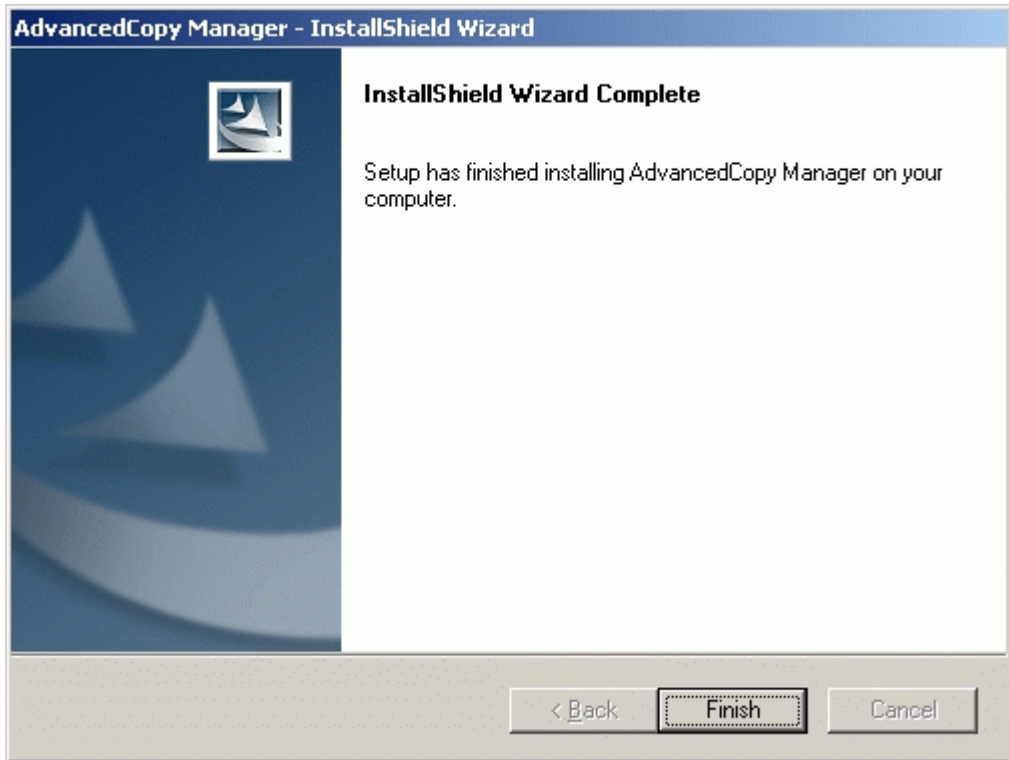 AdvancedCopy Manager - InstallShield Wizard
InstallShield Wizard Complete
Setup has finished installing AdvancedCopy Manager on your
computer.
< Back
Finish
Cancel